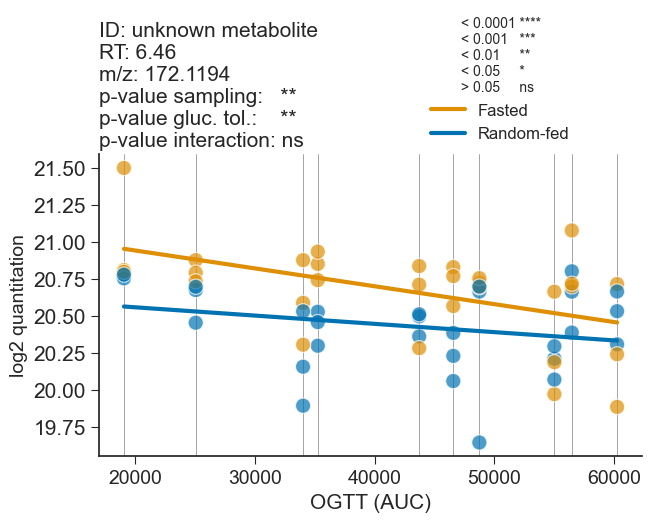 ID: unknown metabolite
RT: 6.46
m/z: 172.1194
p-value sampling: **
p-value gluc. tol.: **
p-value interaction: ns
< 0.0001 ****
< 0.001 ***
< 0.01 **
< 0.05 *
> 0.05 ns
Fasted
Random-fed
21.50
21.25
21.00
20.75
20.50
20.25
20.00
19.75
log2 quantitation
20000 30000 40000 50000 60000
OGTT (AUC)